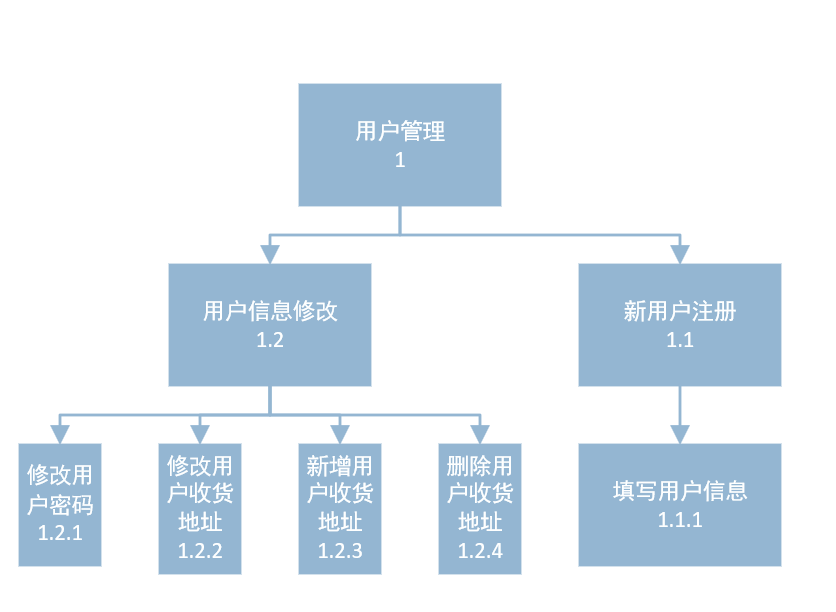 用户管理
1
用户信息修改
1.2
新用户注册
1.1
修改用
户密码
1.2.1
修改用
户收货
地址
1.2.2
新增用
户收货
地址
1.2.3
删除用
户收货
地址
1.2.4
填写用户信息
1.1.1